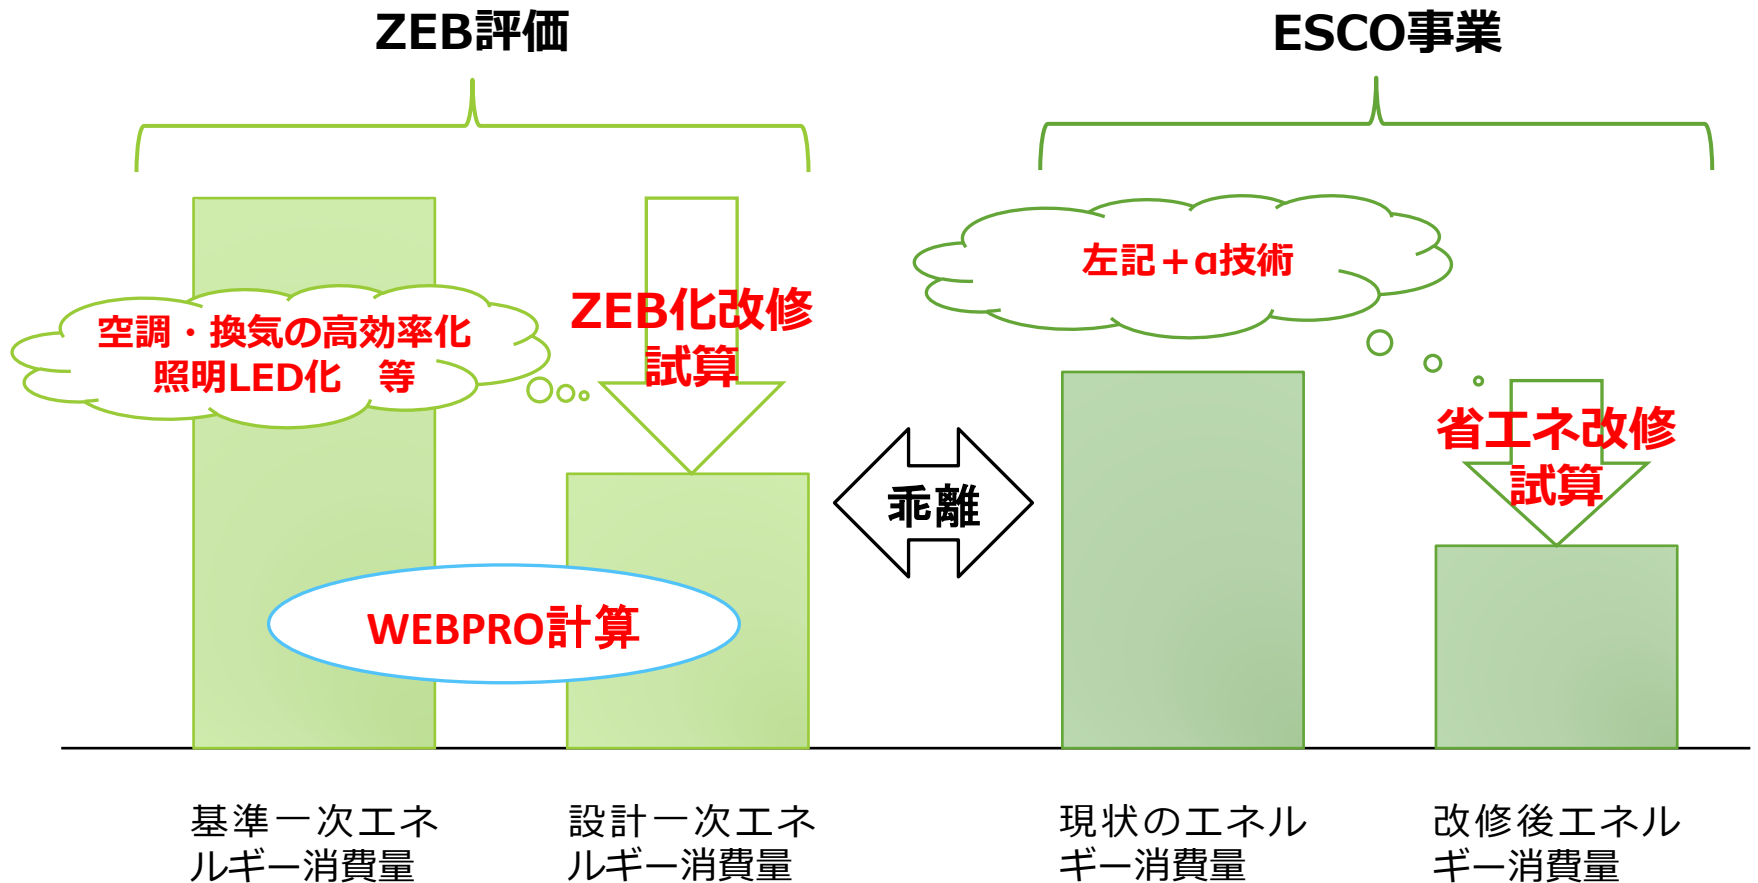 ZEB評価
ESCO事業
空調・換気の高効率化
照明LED化　等
ZEB化改修
試算
左記＋α技術
省エネ改修
試算
乖離
WEBPRO計算
基準一次エネ
ルギー消費量
設計一次エネ
ルギー消費量
現状のエネル
ギー消費量
改修後エネル
ギー消費量